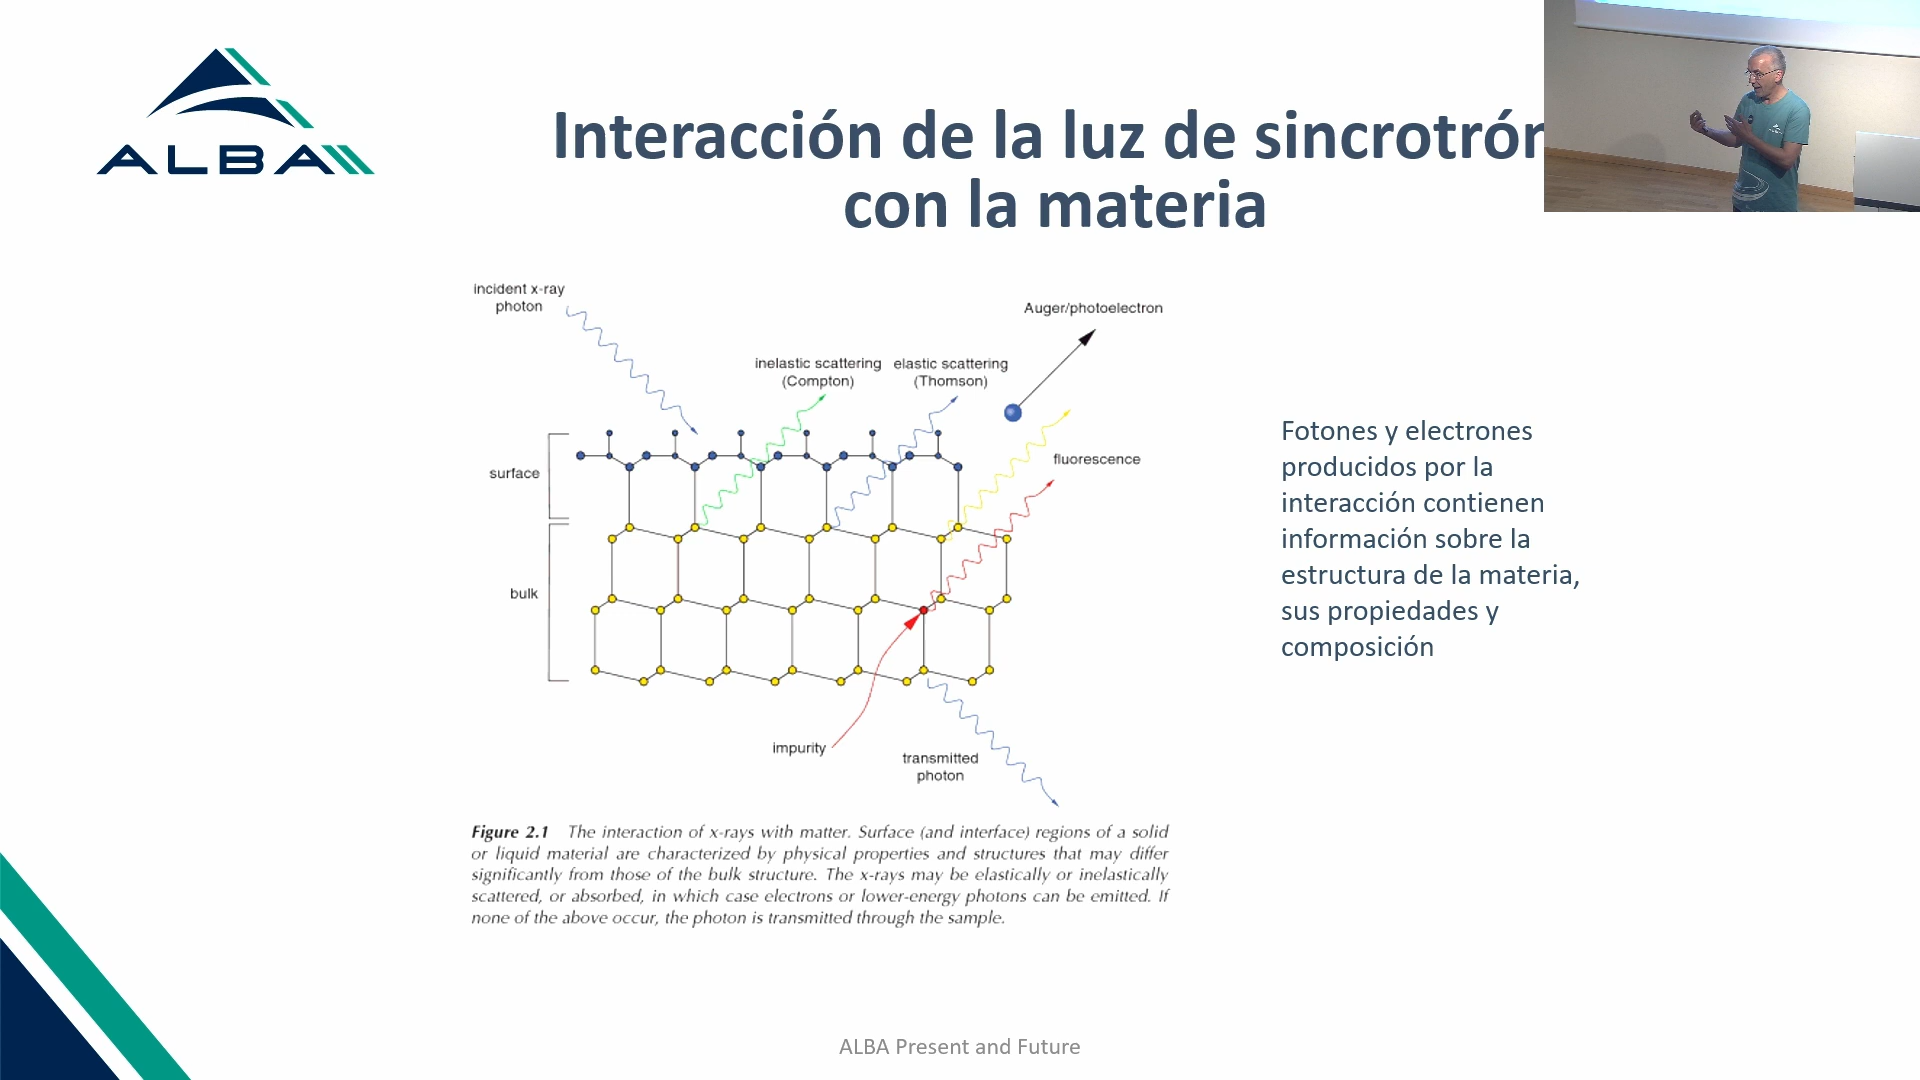 ALBA
Interacción de la luz de sincrotrón
con la materia
incident x-ray
photon
Auger/photoelectron
inelastic scattering
(Compton)
elastic scattering
(Thomson)
surface
fluorescence
bulk
impurity
transmitted
photon
Fotones y electrones
producidos por la
interacción contienen
información sobre la
estructura de la materia,
sus propiedades y
composición
Figure 2.1 The interaction of x-rays with matter. Surface (and interface) regions of a solid
or liquid material are characterized by physical properties and structures that may differ
significantly from those of the bulk structure. The x-rays may be elastically or inelastically
scattered, or absorbed, in which case electrons or lower-energy photons can be emitted. If
none of the above occur, the photon is transmitted through the sample.
ALBA Present and Future